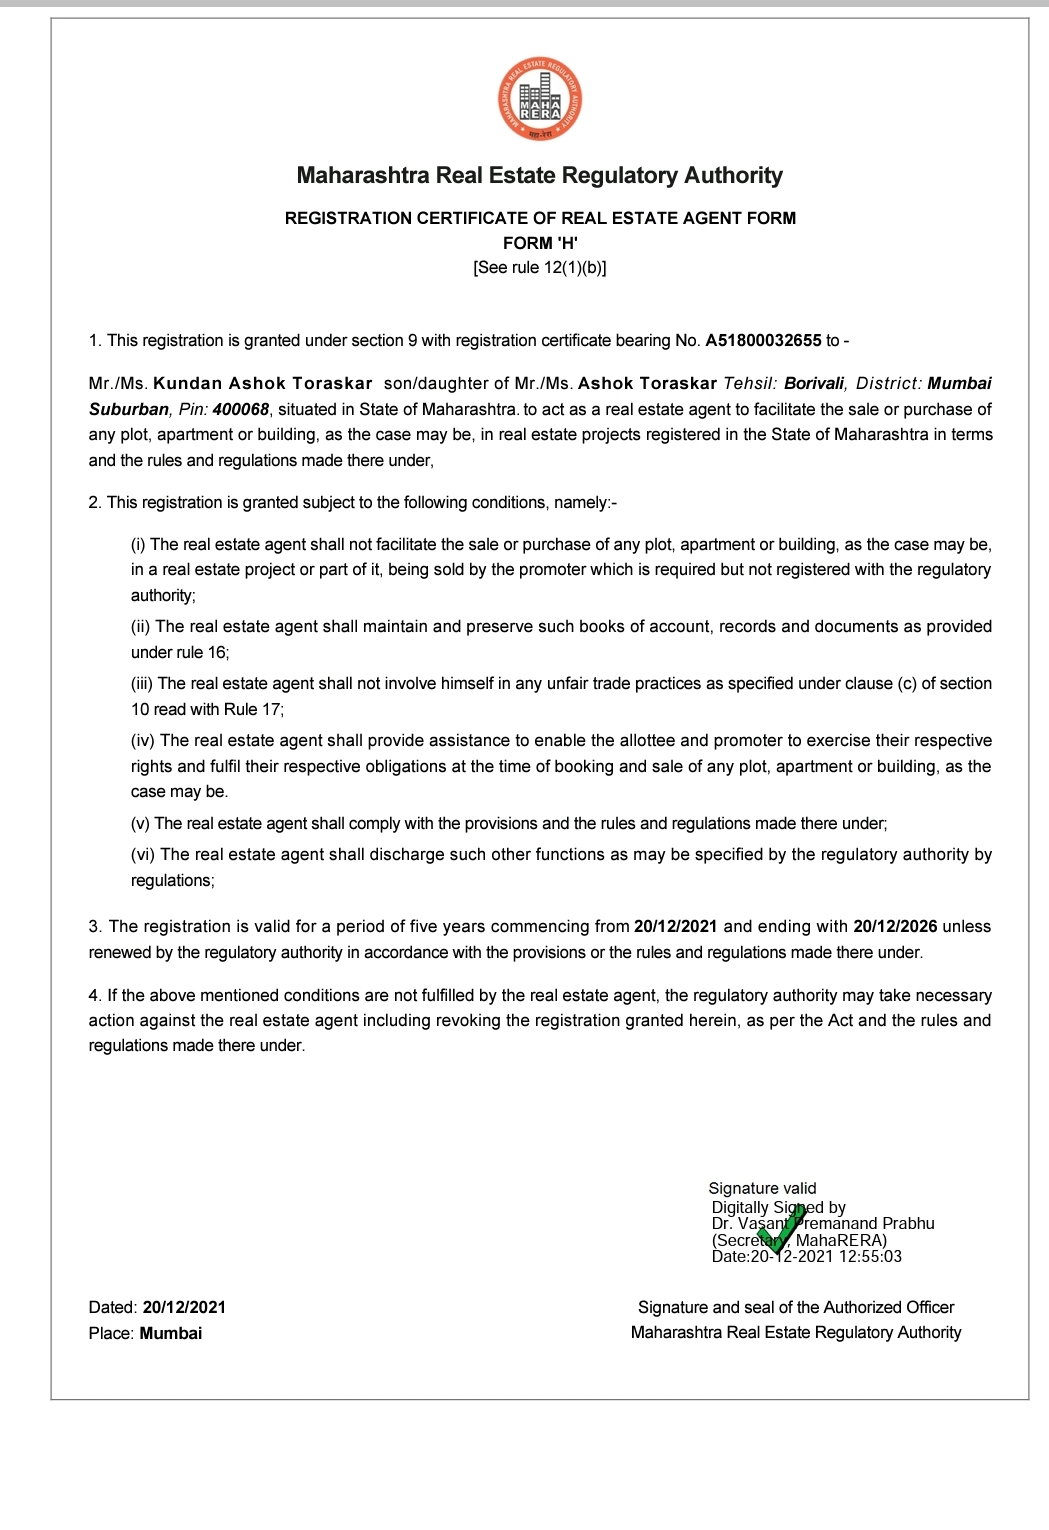 MAHARASHTRA REAL ESTATE REGULATORY AUTHORITY
MAHA
RERA
महा-रेरा
Maharashtra Real Estate Regulatory Authority
REGISTRATION CERTIFICATE OF REAL ESTATE AGENT FORM
FORM 'H'
[See rule 12(1)(b)]
1. This registration is granted under section 9 with registration certificate bearing No. A51800032655 to -
Mr./Ms. Kundan Ashok Toraskar son/daughter of Mr./Ms. Ashok Toraskar Tehsil: Borivali, District: Mumbai
Suburban, Pin: 400068, situated in State of Maharashtra. to act as a real estate agent to facilitate the sale or purchase of
any plot, apartment or building, as the case may be, in real estate projects registered in the State of Maharashtra in terms
and the rules and regulations made there under,
2. This registration is granted subject to the following conditions, namely:-
(i) The real estate agent shall not facilitate the sale or purchase of any plot, apartment or building, as the case may be,
in a real estate project or part of it, being sold by the promoter which is required but not registered with the regulatory
authority;
(ii) The real estate agent shall maintain and preserve such books of account, records and documents as provided
under rule 16;
(iii) The real estate agent shall not involve himself in any unfair trade practices as specified under clause (c) of section
10 read with Rule 17;
(iv) The real estate agent shall provide assistance to enable the allottee and promoter to exercise their respective
rights and fulfil their respective obligations at the time of booking and sale of any plot, apartment or building, as the
case may be.
(v) The real estate agent shall comply with the provisions and the rules and regulations made there under;
(vi) The real estate agent shall discharge such other functions as may be specified by the regulatory authority by
regulations;
3. The registration is valid for a period of five years commencing from 20/12/2021 and ending with 20/12/2026 unless
renewed by the regulatory authority in accordance with the provisions or the rules and regulations made there under.
4. If the above mentioned conditions are not fulfilled by the real estate agent, the regulatory authority may take necessary
action against the real estate agent including revoking the registration granted herein, as per the Act and the rules and
regulations made there under.
Signature valid
Digitally Signed by
Dr. Vasant Premanand Prabhu
(Secretary, MahaRERA)
Date:20-12-2021 12:55:03
Dated: 20/12/2021
Place: Mumbai
Signature and seal of the Authorized Officer
Maharashtra Real Estate Regulatory Authority